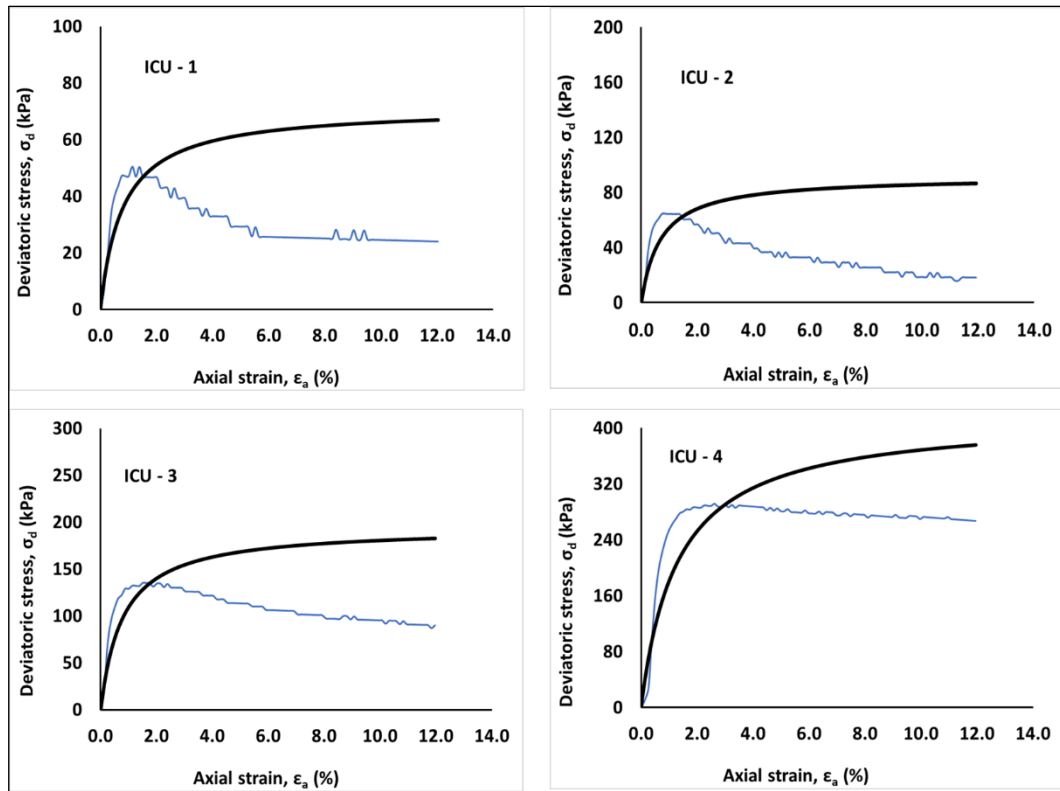 ICU - 1
Deviatoric stress, σd (kPa)
100
80
60
40
20
0
0.0 2.0 4.0 6.0 8.0 10.0 12.0 14.0
Axial strain, εa (%)
ICU - 2
Deviatoric stress, σd (kPa)
200
160
120
80
40
0
0.0 2.0 4.0 6.0 8.0 10.0 12.0 14.0
Axial strain, εa (%)
ICU - 3
Deviatoric stress, σd (kPa)
300
250
200
150
100
50
0
0.0 2.0 4.0 6.0 8.0 10.0 12.0 14.0
Axial strain, εa (%)
ICU - 4
Deviatoric stress, σd (kPa)
400
320
240
160
80
0
0.0 2.0 4.0 6.0 8.0 10.0 12.0 14.0
Axial strain, εa (%)